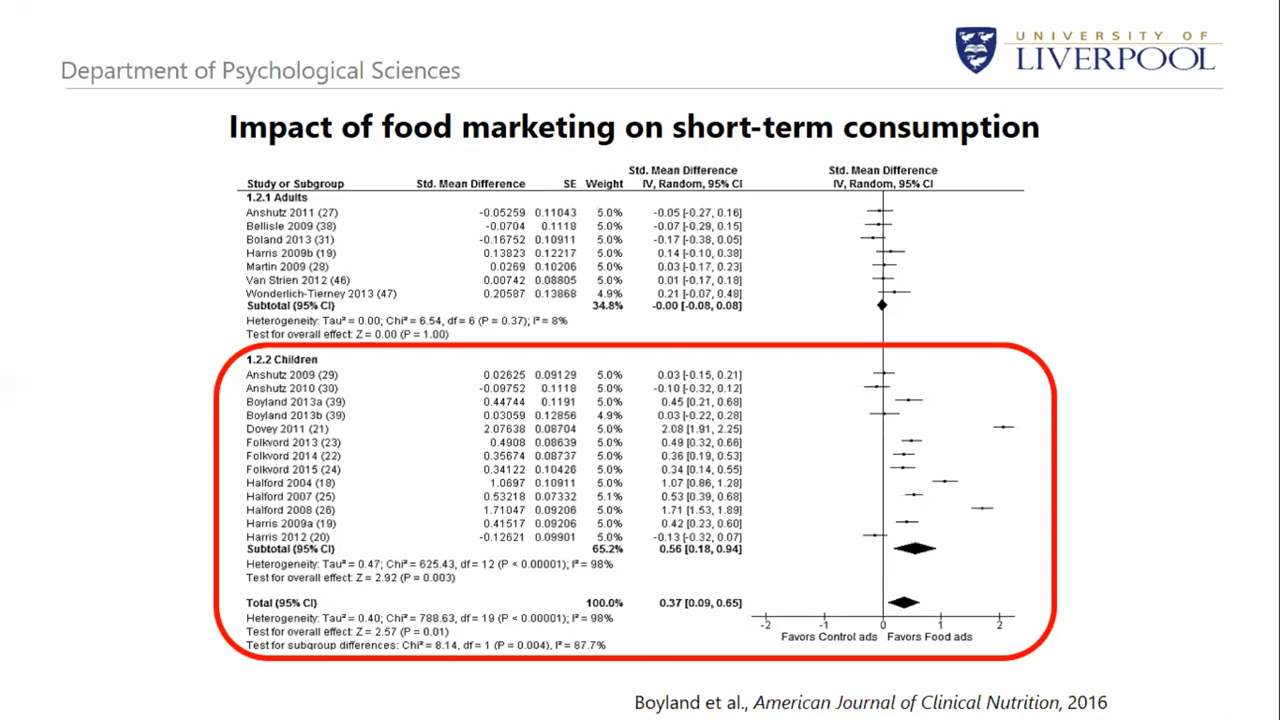 UNIVERSITY OF
LIVERPOOL
Department of Psychological Sciences
Impact of food marketing on short-term consumption
Std. Mean Difference Std. Mean Difference
Study or Subgroup Std. Mean Difference SE Weight IV, Random, 95% CI IV, Random, 95% CI
1.2.1 Adults
Anshutz 2011 (27) -0.05259 0.11043 5.0% -0.05 [-0.27, 0.16]
Bellisle 2009 (38) -0.0704 0.1118 5.0% -0.07 [-0.29, 0.15]
Boland 2013 (31) -0.16752 0.10911 5.0% -0.17 [-0.38, 0.05]
Harris 2009b (19) 0.13823 0.12217 5.0% 0.14 [-0.10, 0.38]
Martin 2009 (28) 0.0269 0.10206 5.0% 0.03 [-0.17, 0.23]
Van Strien 2012 (46) 0.00742 0.08805 5.0% 0.01 [-0.17, 0.18]
Wonderlich-Tierney 2013 (47) 0.20587 0.13868 4.9% 0.21 [-0.07, 0.48]
Subtotal (95% CI) 34.8% -0.00 [-0.08, 0.08]
Heterogeneity: Tau² = 0.00; Chi² = 6.54, df = 6 (P = 0.37); I² = 8%
Test for overall effect: Z = 0.00 (P = 1.00)
1.2.2 Children
Anshutz 2009 (29) 0.02625 0.09129 5.0% 0.03 [-0.15, 0.21]
Anshutz 2010 (30) -0.09752 0.1118 5.0% -0.10 [-0.32, 0.12]
Boyland 2013a (39) 0.44744 0.1191 5.0% 0.45 [0.21, 0.68]
Boyland 2013b (39) 0.03059 0.12856 4.9% 0.03 [-0.22, 0.28]
Dovey 2011 (21) 2.07638 0.08704 5.0% 2.08 [1.91, 2.25]
Folkvord 2013 (23) 0.4908 0.08639 5.0% 0.49 [0.32, 0.66]
Folkvord 2014 (22) 0.35674 0.08737 5.0% 0.36 [0.19, 0.53]
Folkvord 2015 (24) 0.34122 0.10426 5.0% 0.34 [0.14, 0.55]
Halford 2004 (18) 1.0697 0.10911 5.0% 1.07 [0.86, 1.28]
Halford 2007 (25) 0.53218 0.07332 5.1% 0.53 [0.39, 0.68]
Halford 2008 (26) 1.71047 0.09206 5.0% 1.71 [1.53, 1.89]
Harris 2009a (19) 0.41517 0.09206 5.0% 0.42 [0.23, 0.60]
Harris 2012 (20) -0.12621 0.09901 5.0% -0.13 [-0.32, 0.07]
Subtotal (95% CI) 65.2% 0.56 [0.18, 0.94]
Heterogeneity: Tau² = 0.47; Chi² = 625.43, df = 12 (P < 0.00001); I² = 98%
Test for overall effect: Z = 2.92 (P = 0.003)
Total (95% CI) 100.0% 0.37 [0.09, 0.65]
Heterogeneity: Tau² = 0.40; Chi² = 788.63, df = 19 (P < 0.00001); I² = 98%
Test for overall effect: Z = 2.57 (P = 0.01)
Test for subgroup differences: Chi² = 8.14, df = 1 (P = 0.004), I² = 87.7%
-2 -1 0 1 2
Favors Control ads Favors Food ads
Boyland et al., American Journal of Clinical Nutrition, 2016